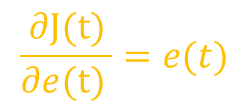 ∂J(t)/∂e(t) = e(t)